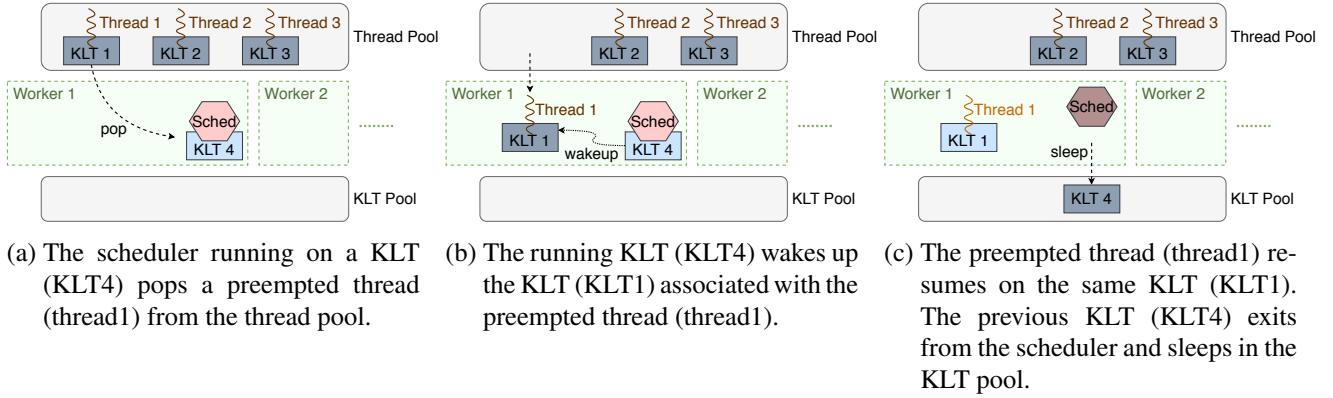 Thread 1 Thread 2 Thread 3
KLT 1 KLT 2 KLT 3
Thread Pool
Worker 1 Worker 2
Sched
pop
KLT 4
........
KLT Pool
(a) The scheduler running on a KLT
(KLT4) pops a preempted thread
(thread1) from the thread pool.
Thread 2 Thread 3
KLT 2 KLT 3
Thread Pool
Worker 1 Worker 2
Thread 1 Sched
KLT 1 KLT 4
wakeup
........
KLT Pool
(b) The running KLT (KLT4) wakes up
the KLT (KLT1) associated with the
preempted thread (thread1).
Thread 2 Thread 3
KLT 2 KLT 3
Thread Pool
Worker 1 Worker 2
Thread 1 Sched
KLT 1
sleep
........
KLT 4
KLT Pool
(c) The preempted thread (thread1) re-
sumes on the same KLT (KLT1).
The previous KLT (KLT4) exits
from the scheduler and sleeps in the
KLT pool.